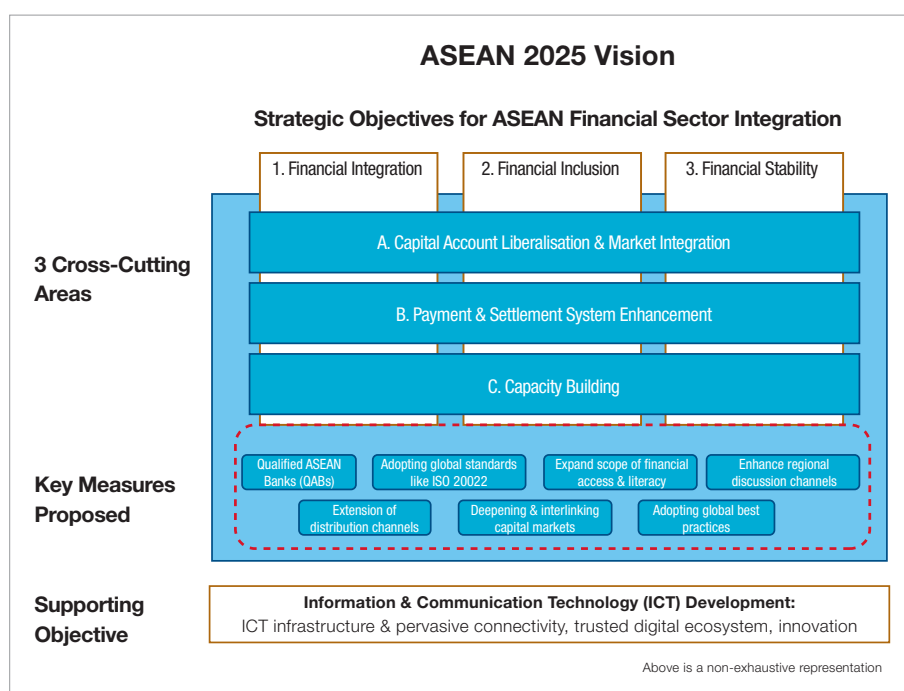 ASEAN 2025 Vision
Strategic Objectives for ASEAN Financial Sector Integration
1. Financial Integration
2. Financial Inclusion
3. Financial Stability
3 Cross-Cutting
Areas
A. Capital Account Liberalisation & Market Integration
B. Payment & Settlement System Enhancement
C. Capacity Building
Key Measures
Proposed
Qualified ASEAN
Banks (QABs)
Adopting global standards
like ISO 20022
Expand scope of financial
access & literacy
Enhance regional
discussion channels
Extension of
distribution channels
Deepening & interlinking
capital markets
Adopting global best
practices
Supporting
Objective
Information & Communication Technology (ICT) Development:
ICT infrastructure & pervasive connectivity, trusted digital ecosystem, innovation
Above is a non-exhaustive representation